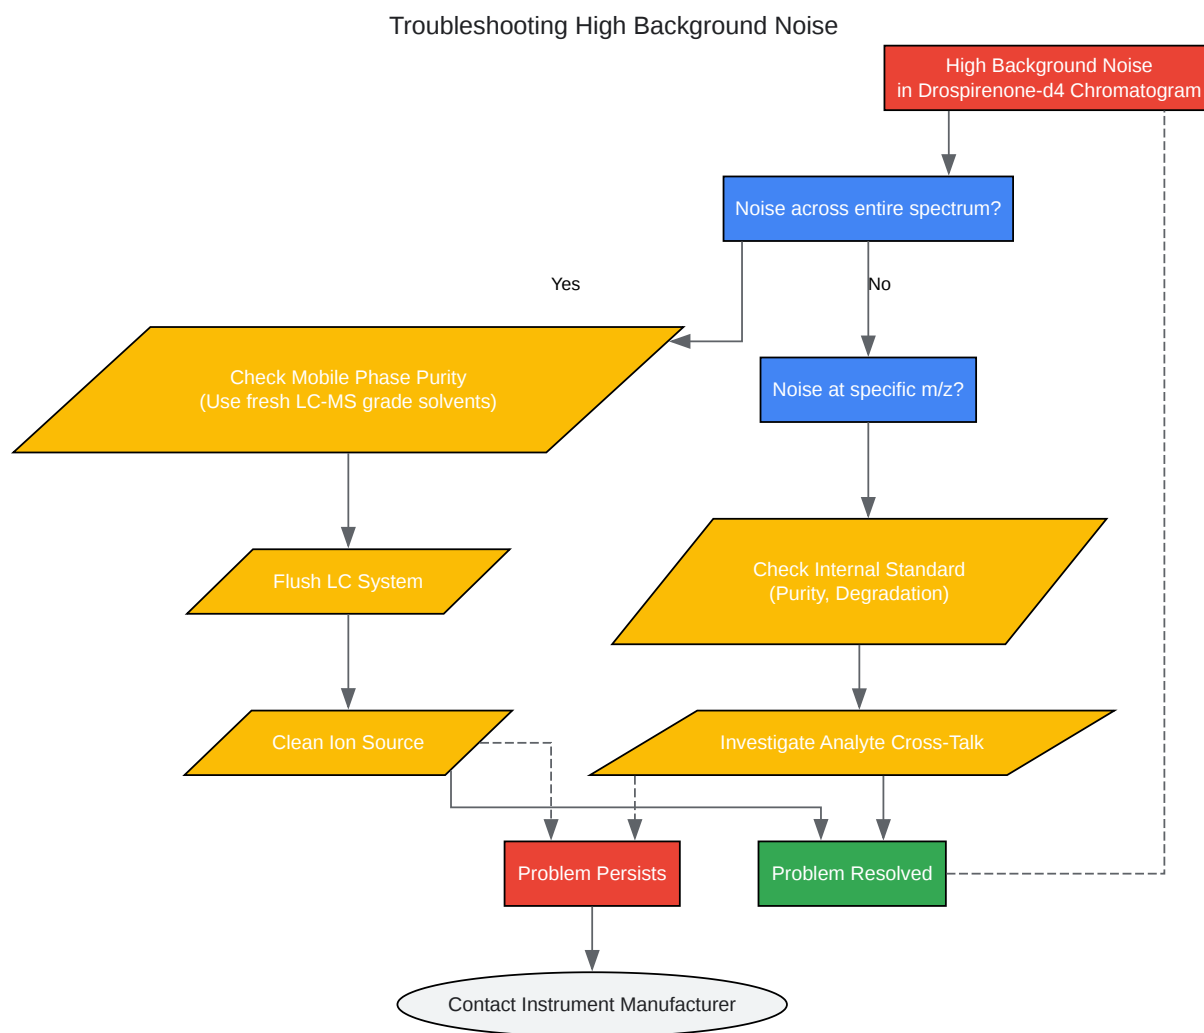 Troubleshooting High Background Noise
High Background Noise
in Drospirenone-d4 Chromatogram
Noise across entire spectrum?
Yes
No
Check Mobile Phase Purity
(Use fresh LC-MS grade solvents)
Noise at specific m/z?
Flush LC System
Check Internal Standard
(Purity, Degradation)
Clean Ion Source
Investigate Analyte Cross-Talk
Problem Persists
Problem Resolved
Contact Instrument Manufacturer